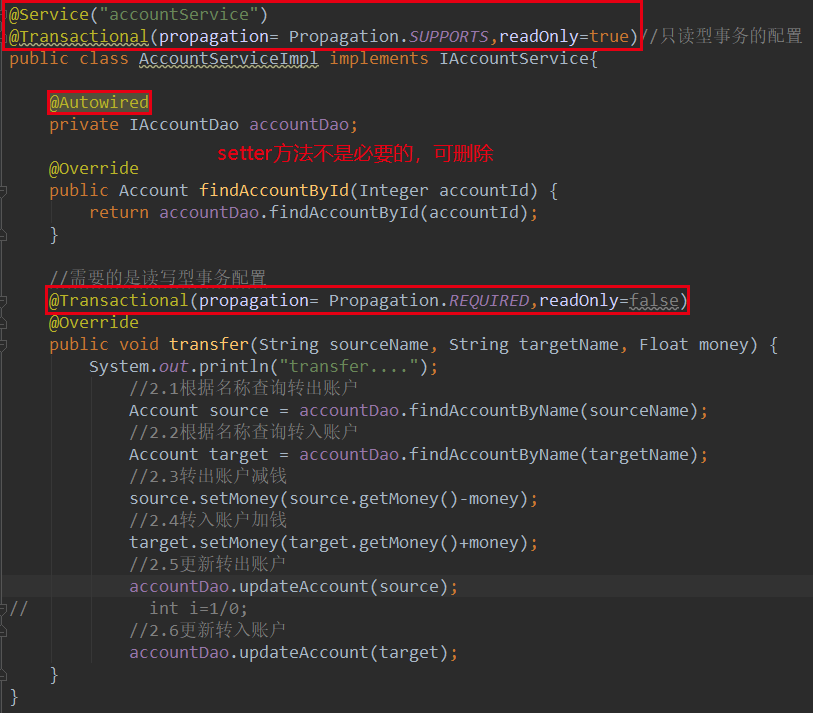 @Service("accountService")
@Transactional(propagation= Propagation.SUPPORTS,readOnly=true)//只读型事务的配置
public class AccountServiceImpl implements IAccountService{
@Autowired
private IAccountDao accountDao;
setter方法不是必要的，可删除
@Override
public Account findAccountById(Integer accountId) {
return accountDao.findAccountById(accountId);
}
//需要的是读写型事务配置
@Transactional(propagation= Propagation.REQUIRED,readOnly=false)
@Override
public void transfer(String sourceName, String targetName, Float money) {
System.out.println("transfer....");
//2.1根据名称查询转出账户
Account source = accountDao.findAccountByName(sourceName);
//2.2根据名称查询转入账户
Account target = accountDao.findAccountByName(targetName);
//2.3转出账户减钱
source.setMoney(source.getMoney()-money);
//2.4转入账户加钱
target.setMoney(target.getMoney()+money);
//2.5更新转出账户
accountDao.updateAccount(source);
// int i=1/0;
//2.6更新转入账户
accountDao.updateAccount(target);
}
}